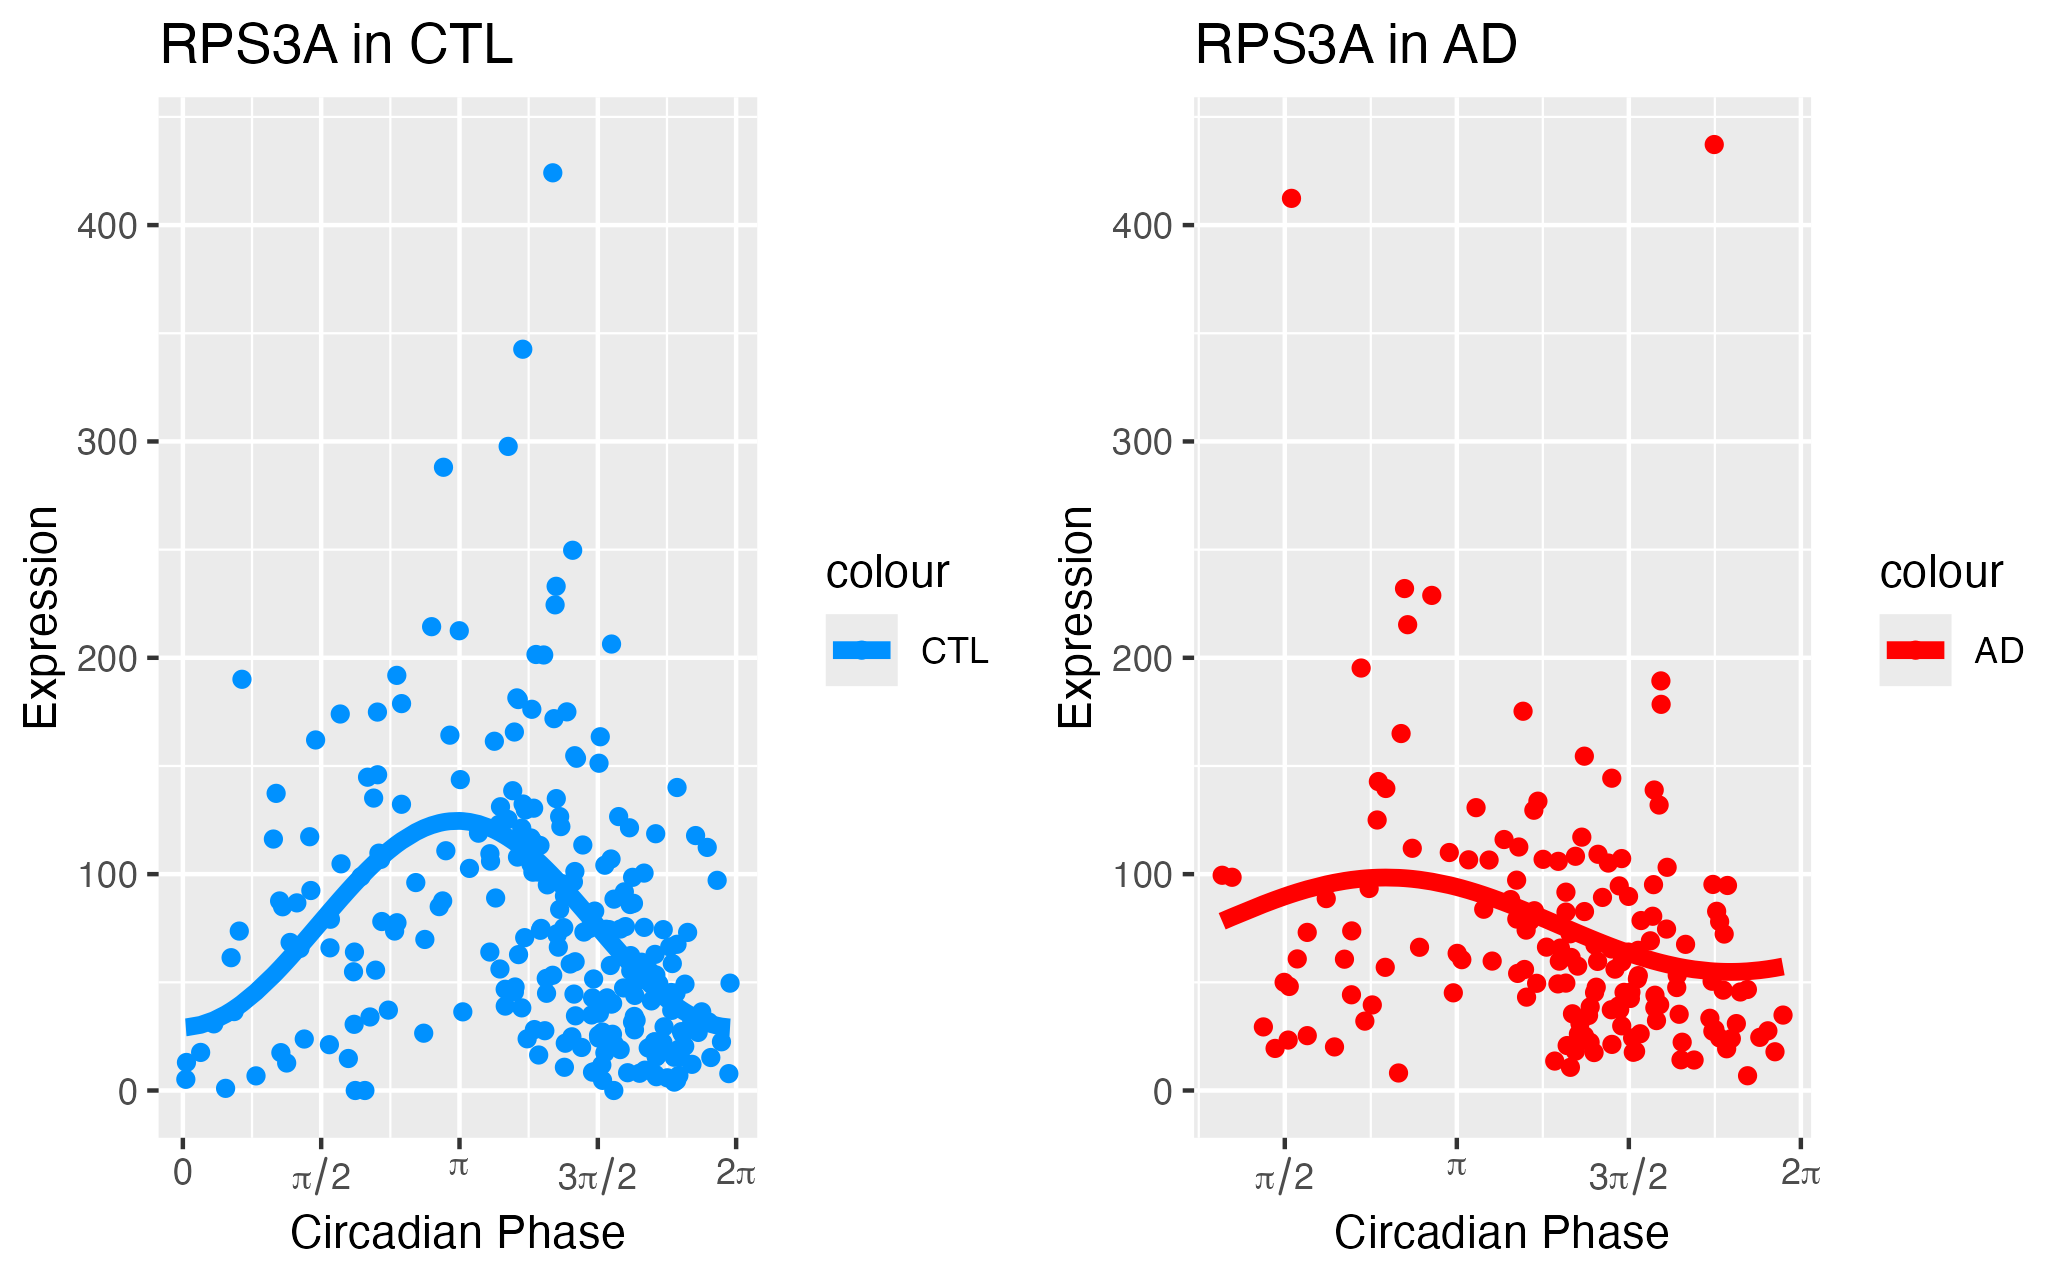 RPS3A in CTL
Expression
400
300
200
100
0
0 π/2 π 3π/2 2π
Circadian Phase
colour
CTL
RPS3A in AD
Expression
400
300
200
100
0
π/2 π 3π/2 2π
Circadian Phase
colour
AD